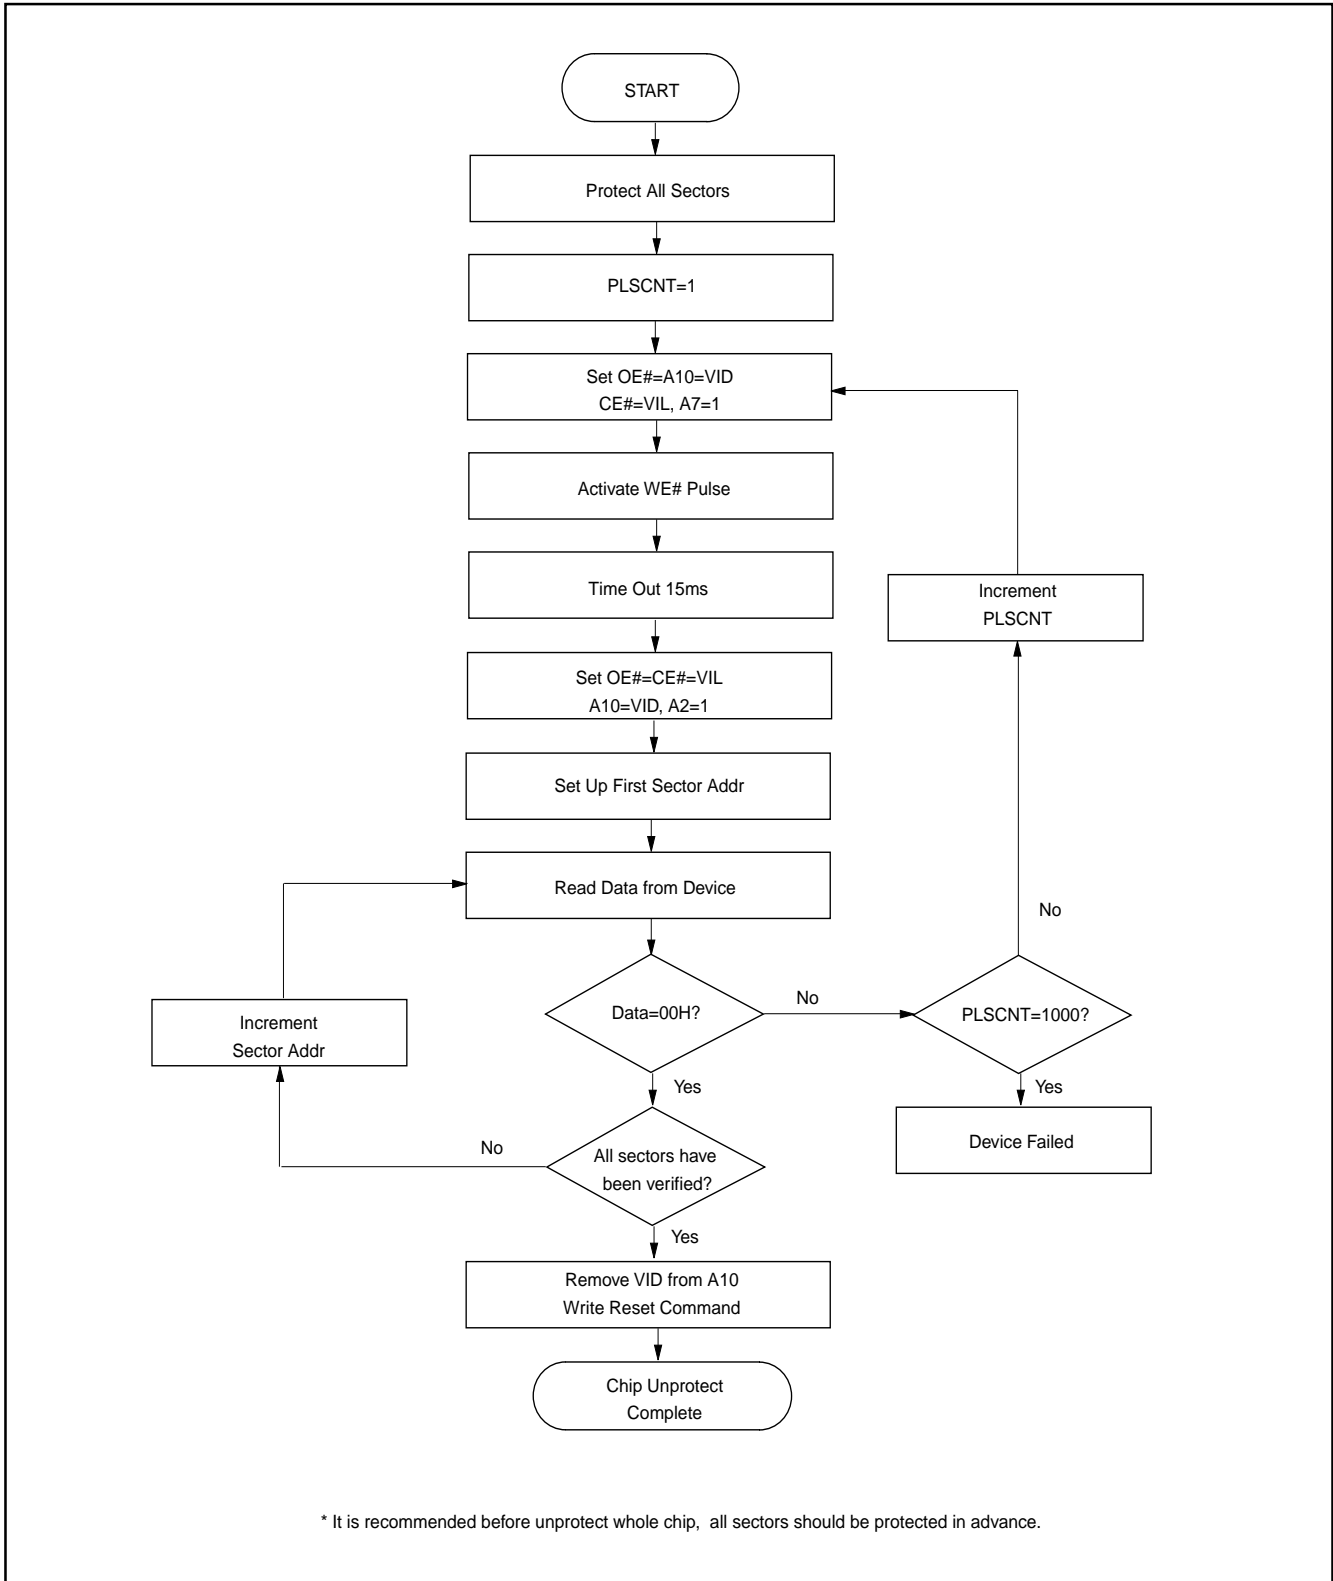 START
Protect All Sectors
PLSCNT=1
Set OE#=A10=VID
CE#=VIL, A7=1
Activate WE# Pulse
Time Out 15ms
Increment
PLSCNT
Set OE#=CE#=VIL
A10=VID, A2=1
Set Up First Sector Addr
Read Data from Device
No
Data=00H?
No
PLSCNT=1000?
Increment
Sector Addr
Yes
Yes
Device Failed
No
All sectors have
been verified?
Yes
Remove VID from A10
Write Reset Command
Chip Unprotect
Complete
* It is recommended before unprotect whole chip, all sectors should be protected in advance.